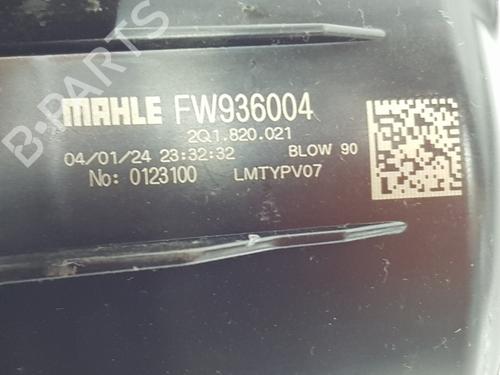 MAHLE FW936004
2Q1.820.021
04/01/24 23:32:32 BLOW 90
No: 0123100 LMTYPV07
B-PARTS